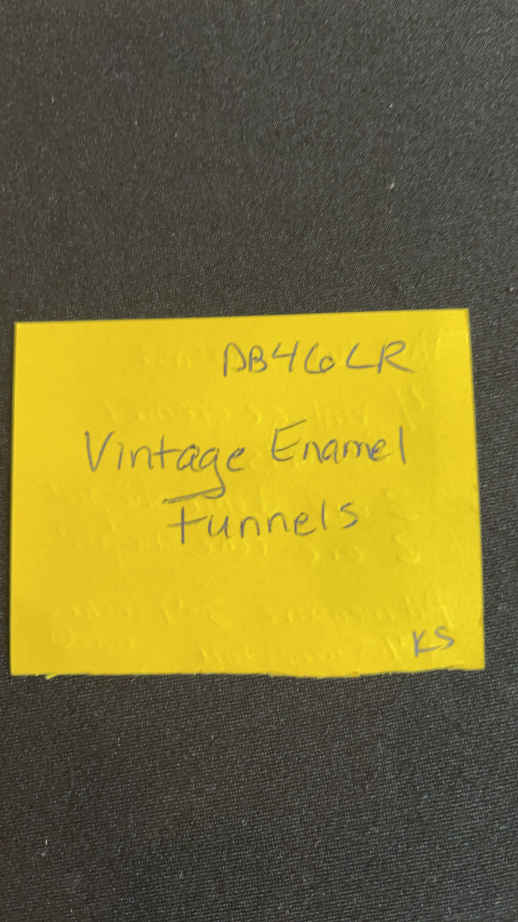 DB46LR
Vintage Enamel
funnels
KS